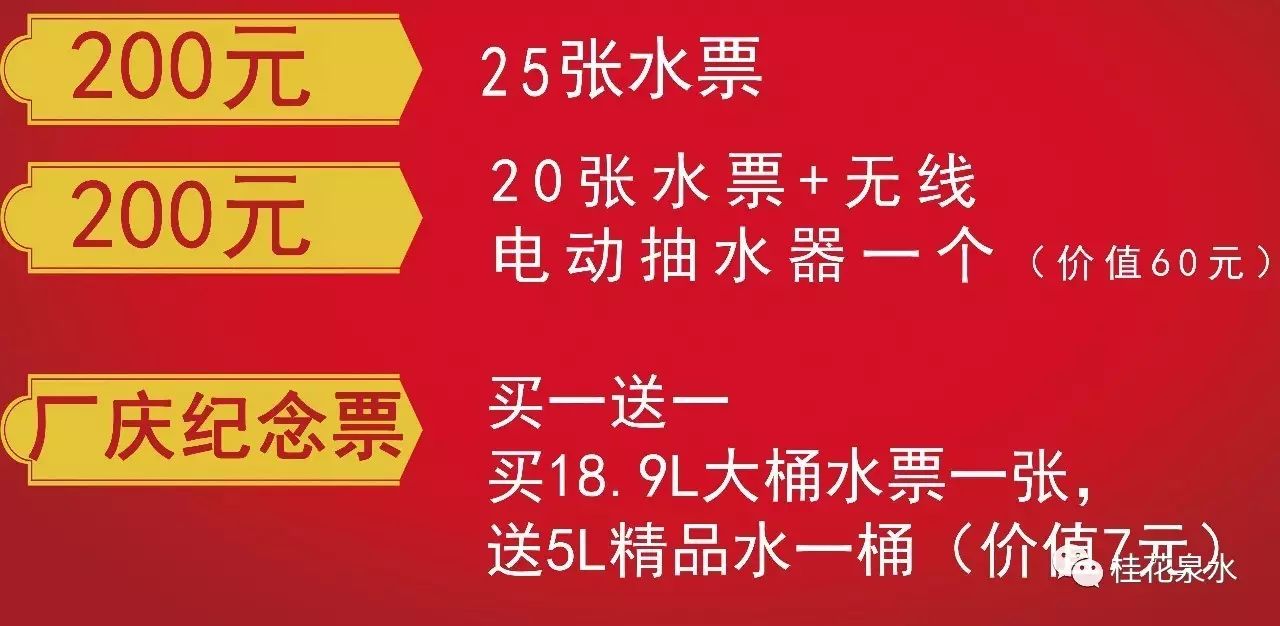 200元
25张水票
200元
20张水票+无线
电动抽水器一个（价值60元）
厂庆纪念票
买一送一
买18.9L大桶水票一张，
送5L精品水一桶（价值7元）
桂花泉水